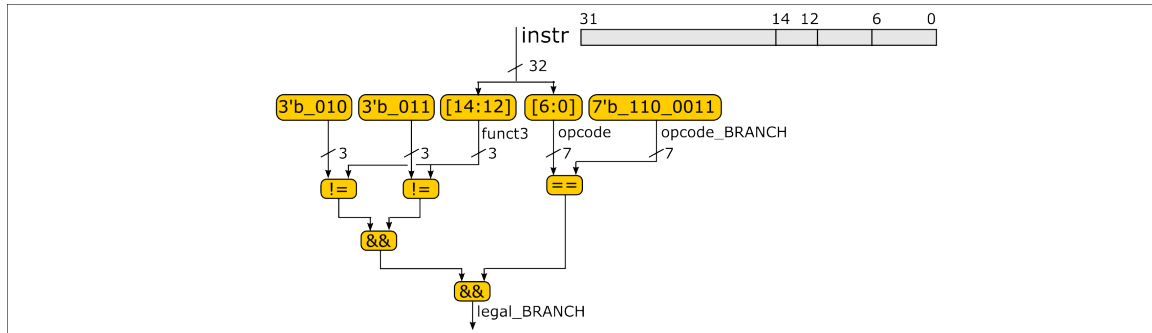 31 14 12 6 0
instr
32
3'b_010 3'b_011 [14:12] [6:0] 7'b_110_0011
funct3 opcode opcode_BRANCH
3 3 3 7 7
!= != ==
&&
&&
legal_BRANCH